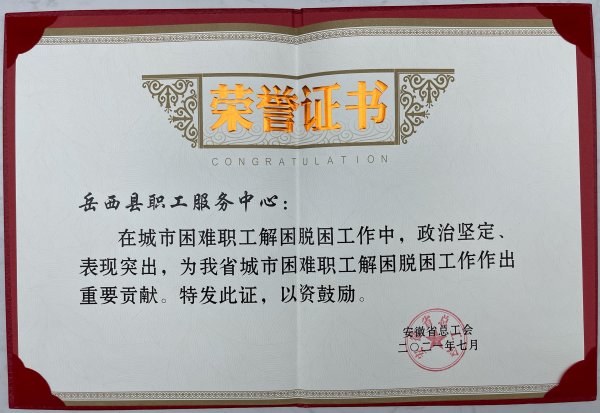 荣誉证书
CONGRATULATION
岳西县职工服务中心：
在城市困难职工解困脱困工作中，政治坚定、
表现突出，为我省城市困难职工解困脱困工作作出
重要贡献。特发此证，以资鼓励。
安徽省总工会
二〇二一年七月